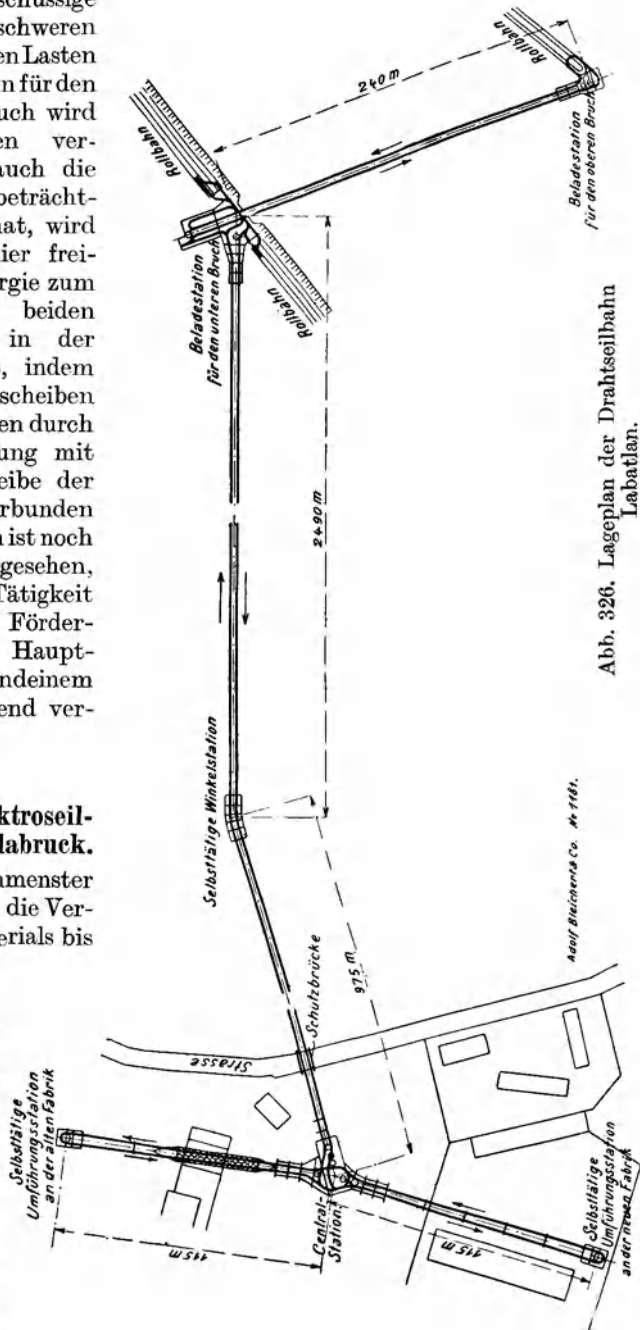 schüssige
schweren
en Lasten
n für den
uch wird
en ver-
auch die
beträcht-
hat, wird
ier frei-
rgie zum
beiden
in der
, indem
scheiben
en durch
ung mit
eibe der
rbunden
n ist noch
gesehen,
Tätigkeit
Förder-
Haupt-
ndeinem
end ver-
ktroseil-
labruck.
amenster
die Ver-
erials bis
Rollbahn
240 m
Rollbahn
Beladestation
für den oberen Bruch
Beladestation
für den unteren Bruch
Rollbahn
2490 m
Selbsttätige Winkelstation
975 m
Schutzbrücke
Strasse
Selbsttätige
Umführungsstation
an der alten Fabrik
115 m
Central-
Station
115 m
Selbsttätige
Umführungsstation
an der neuen Fabrik
Adolf Bleichert & Co. No 1181.
Abb. 326. Lageplan der Drahtseilbahn
Labatlan.